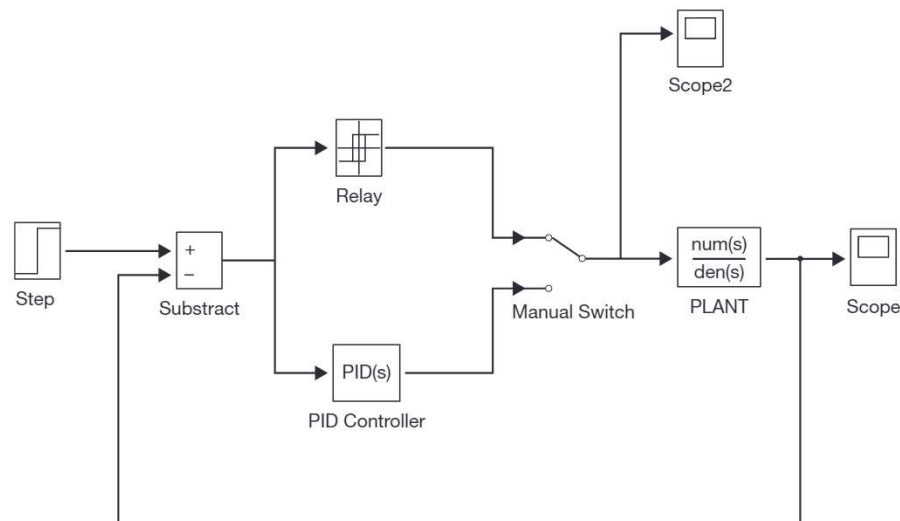 Scope2
Relay
Step
+
−
Substract
Manual Switch
num(s)
den(s)
PLANT
Scope
PID(s)
PID Controller